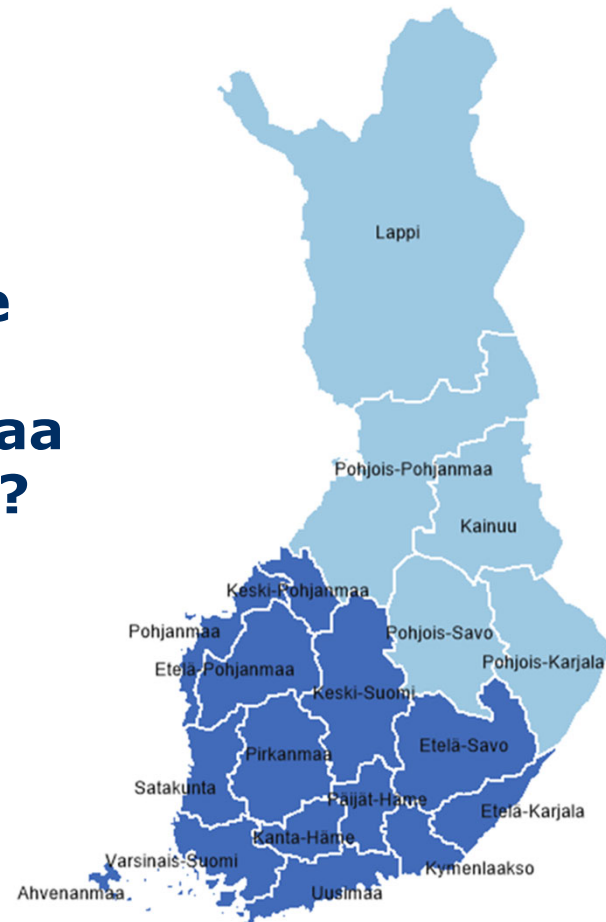 Lappi
e
aa
?
Pohjois-Pohjanmaa
Kainuu
Keski-Pohjanmaa
Pohjanmaa
Pohjois-Savo
Etelä-Pohjanmaa
Pohjois-Karjala
Keski-Suomi
Etelä-Savo
Pirkanmaa
Satakunta
Päijät-Häme
Etelä-Karjala
Kanta-Häme
Varsinais-Suomi
Kymenlaakso
Ahvenanmaa
Uusimaa